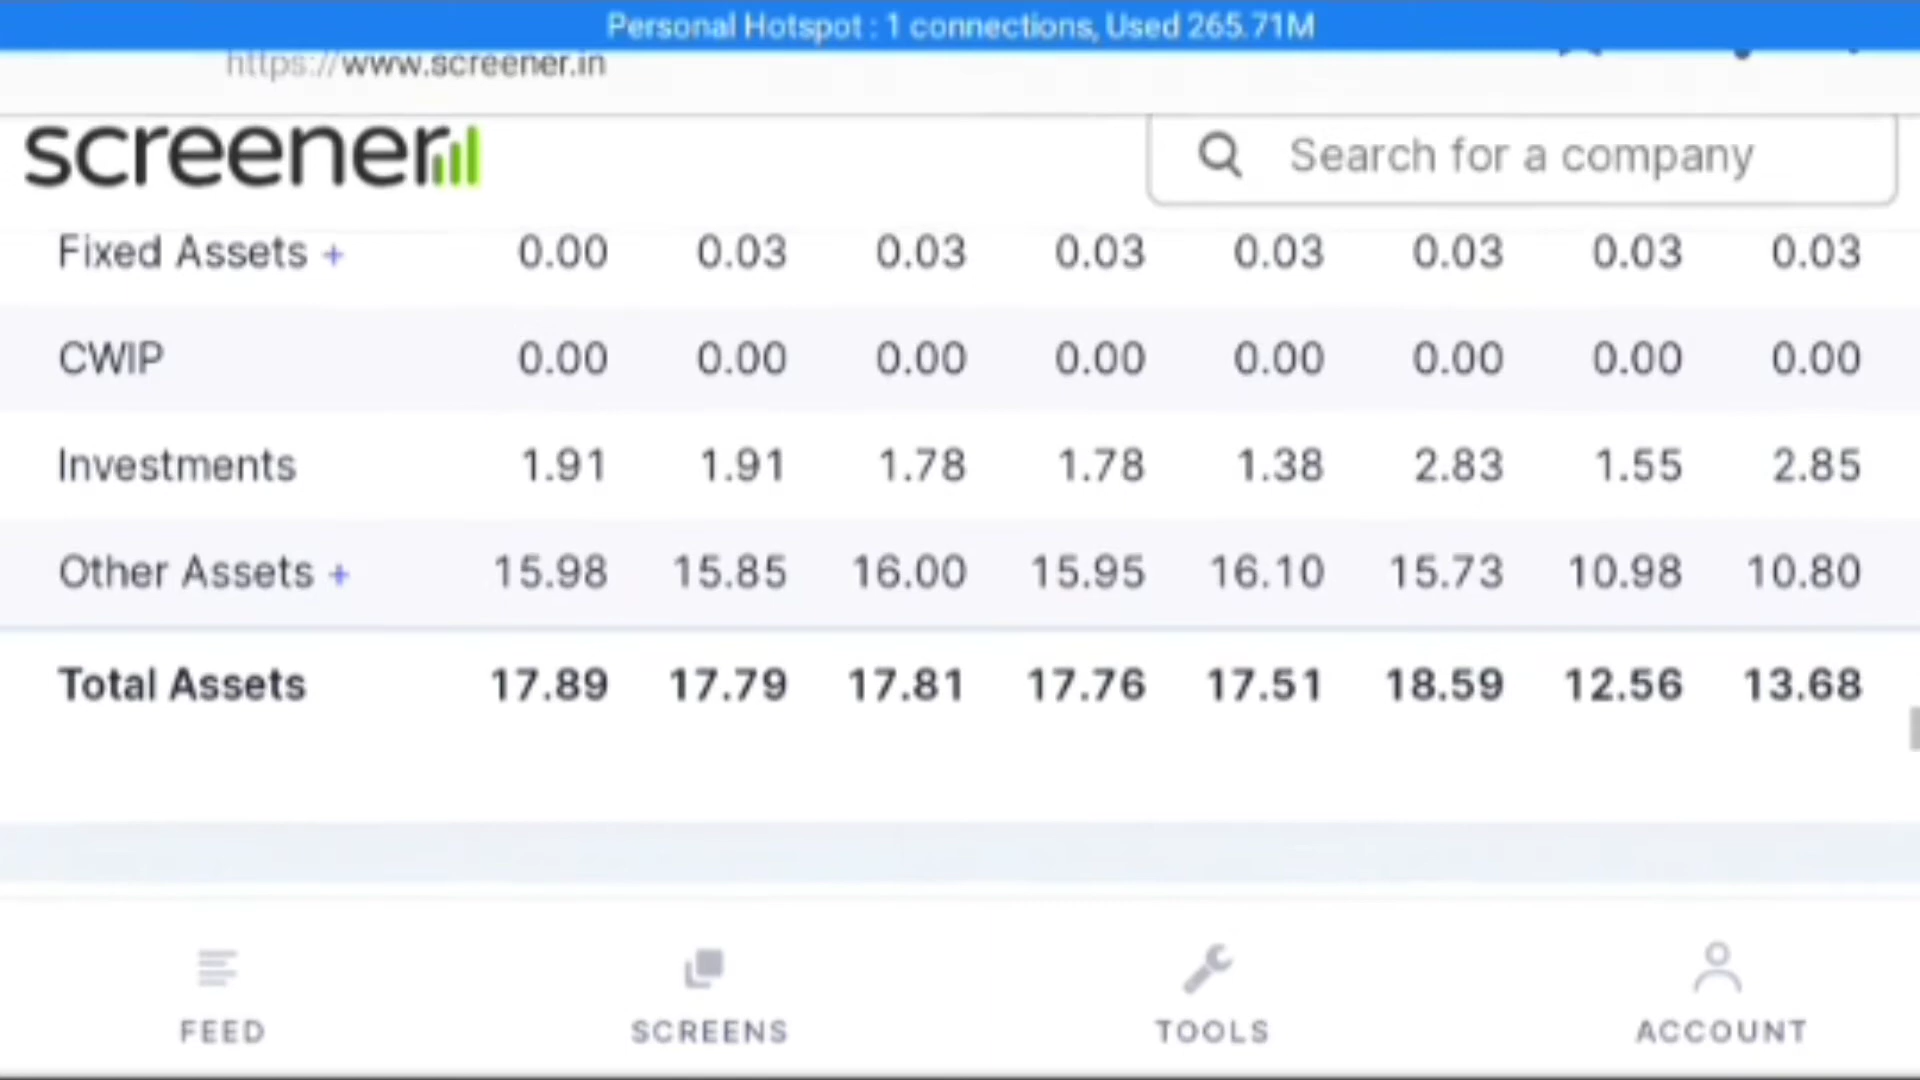 Personal Hotspot : 1 connections, Used 265.71M
https://www.screener.in
screener
Search for a company
Fixed Assets + 0.00 0.03 0.03 0.03 0.03 0.03 0.03 0.03
CWIP 0.00 0.00 0.00 0.00 0.00 0.00 0.00 0.00
Investments 1.91 1.91 1.78 1.78 1.38 2.83 1.55 2.85
Other Assets + 15.98 15.85 16.00 15.95 16.10 15.73 10.98 10.80
Total Assets 17.89 17.79 17.81 17.76 17.51 18.59 12.56 13.68
FEED SCREENS TOOLS ACCOUNT